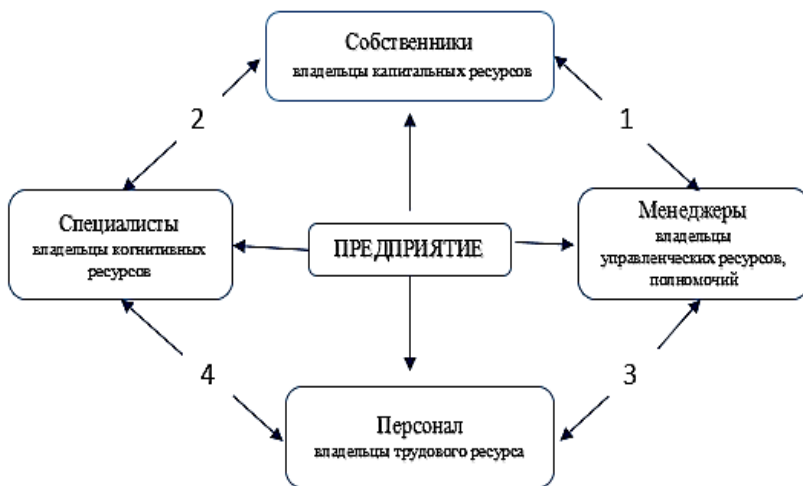 Собственники
владельцы капитальных ресурсов
2
1
Специалисты
владельцы когнитивных
ресурсов
ПРЕДПРИЯТИЕ
Менеджеры
владельцы
управленческих ресурсов,
полномочий
4
3
Персонал
владельцы трудового ресурса